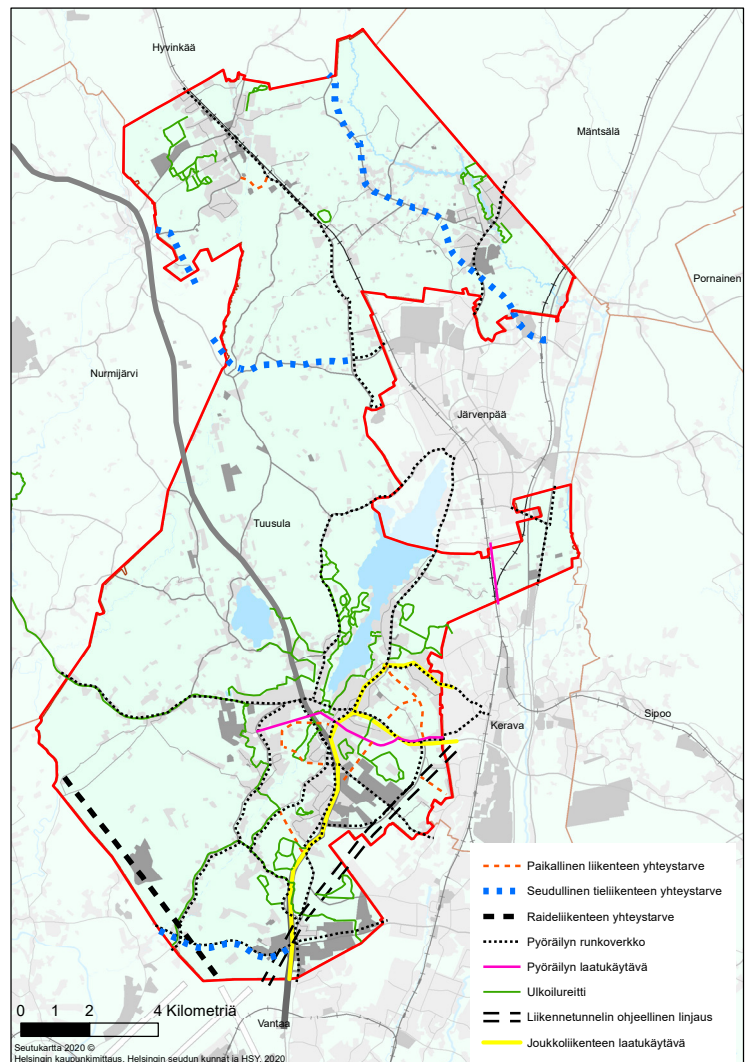 Hyvinkää
Mäntsälä
Pornainen
Nurmijärvi
Järvenpää
Tuusula
Kerava
Sipoo
Vantaa
Paikallinen liikenteen yhteystarve
Seudullinen tieliikenteen yhteystarve
Raideliikenteen yhteystarve
Pyöräilyn runkoverkko
Pyöräilyn laatukäytävä
Ulkoilureitti
Liikennetunnelin ohjeellinen linjaus
Joukkoliikenteen laatukäytävä
0 1 2 4 Kilometriä
Seutukartta 2020 ©
Helsingin kaupunkimittaus, Helsingin seudun kunnat ja HSY, 2020